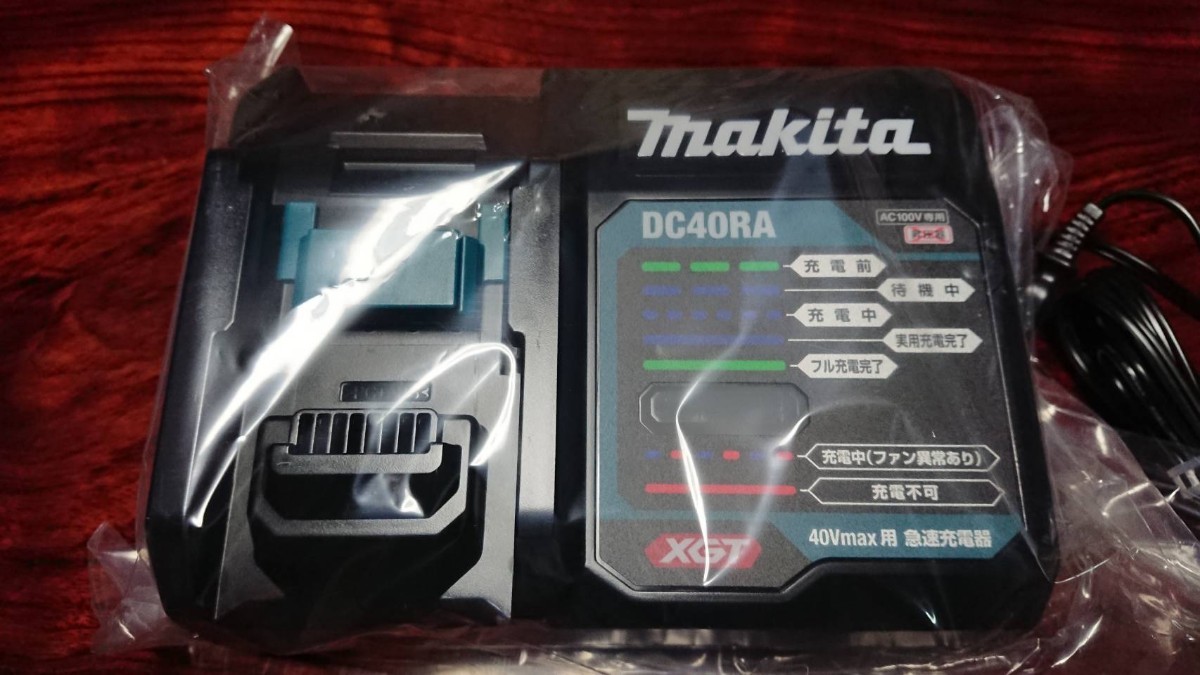 makita
DC40RA
AC100V専用
充電前
待機中
充電中
実用充電完了
フル充電完了
充電中(ファン異常あり)
充電不可
XGT
40Vmax用 急速充電器